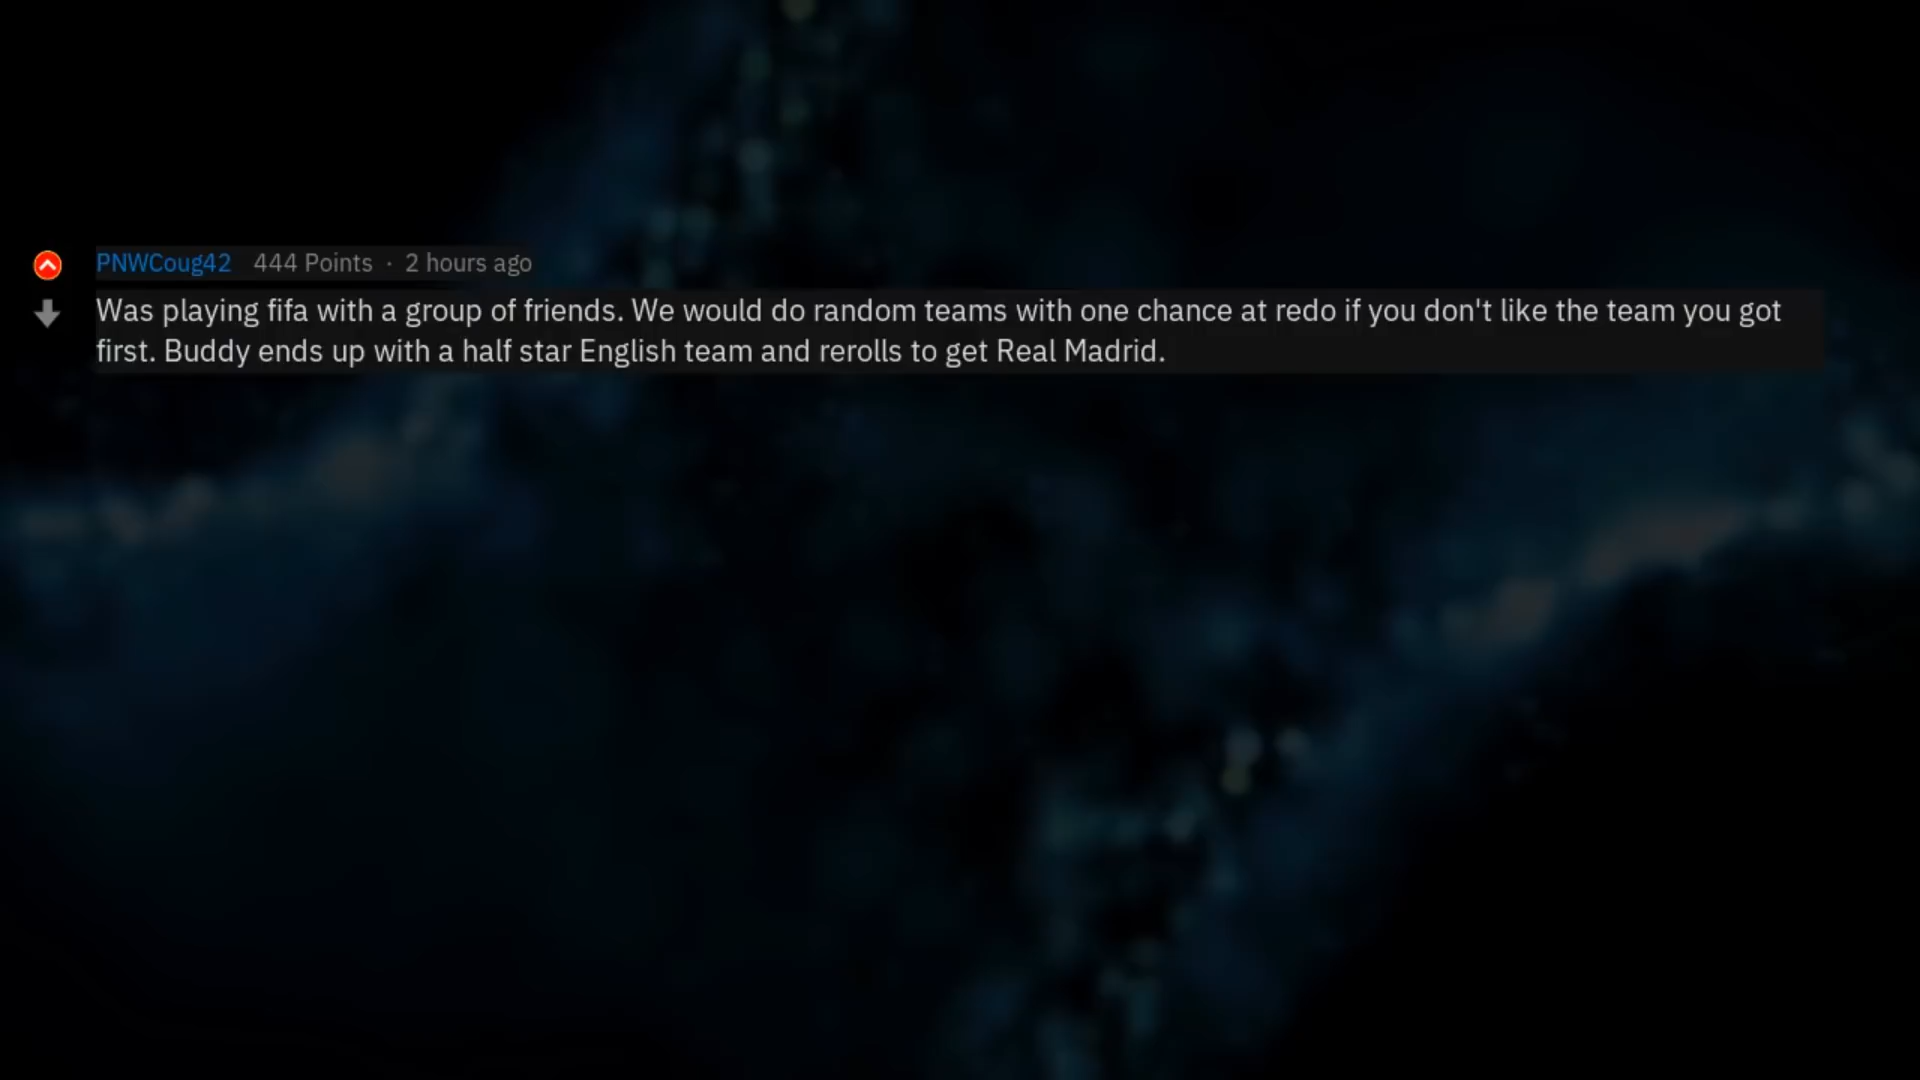 PNWCoug42 444 Points · 2 hours ago
Was playing fifa with a group of friends. We would do random teams with one chance at redo if you don't like the team you got
first. Buddy ends up with a half star English team and rerolls to get Real Madrid.